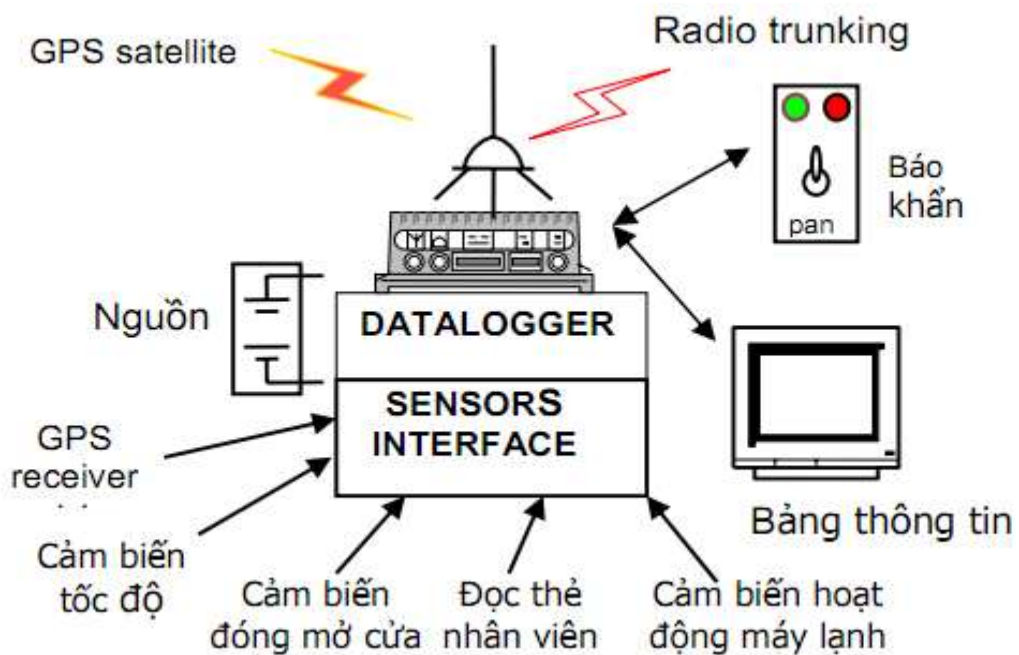 GPS satellite
Radio trunking
Báo
khẩn
pan
Nguồn
DATALOGGER
SENSORS
INTERFACE
GPS
receiver
Bảng thông tin
Cảm biến
tốc độ
Cảm biến
đóng mở cửa
Đọc thẻ
nhân viên
Cảm biến hoạt
động máy lạnh